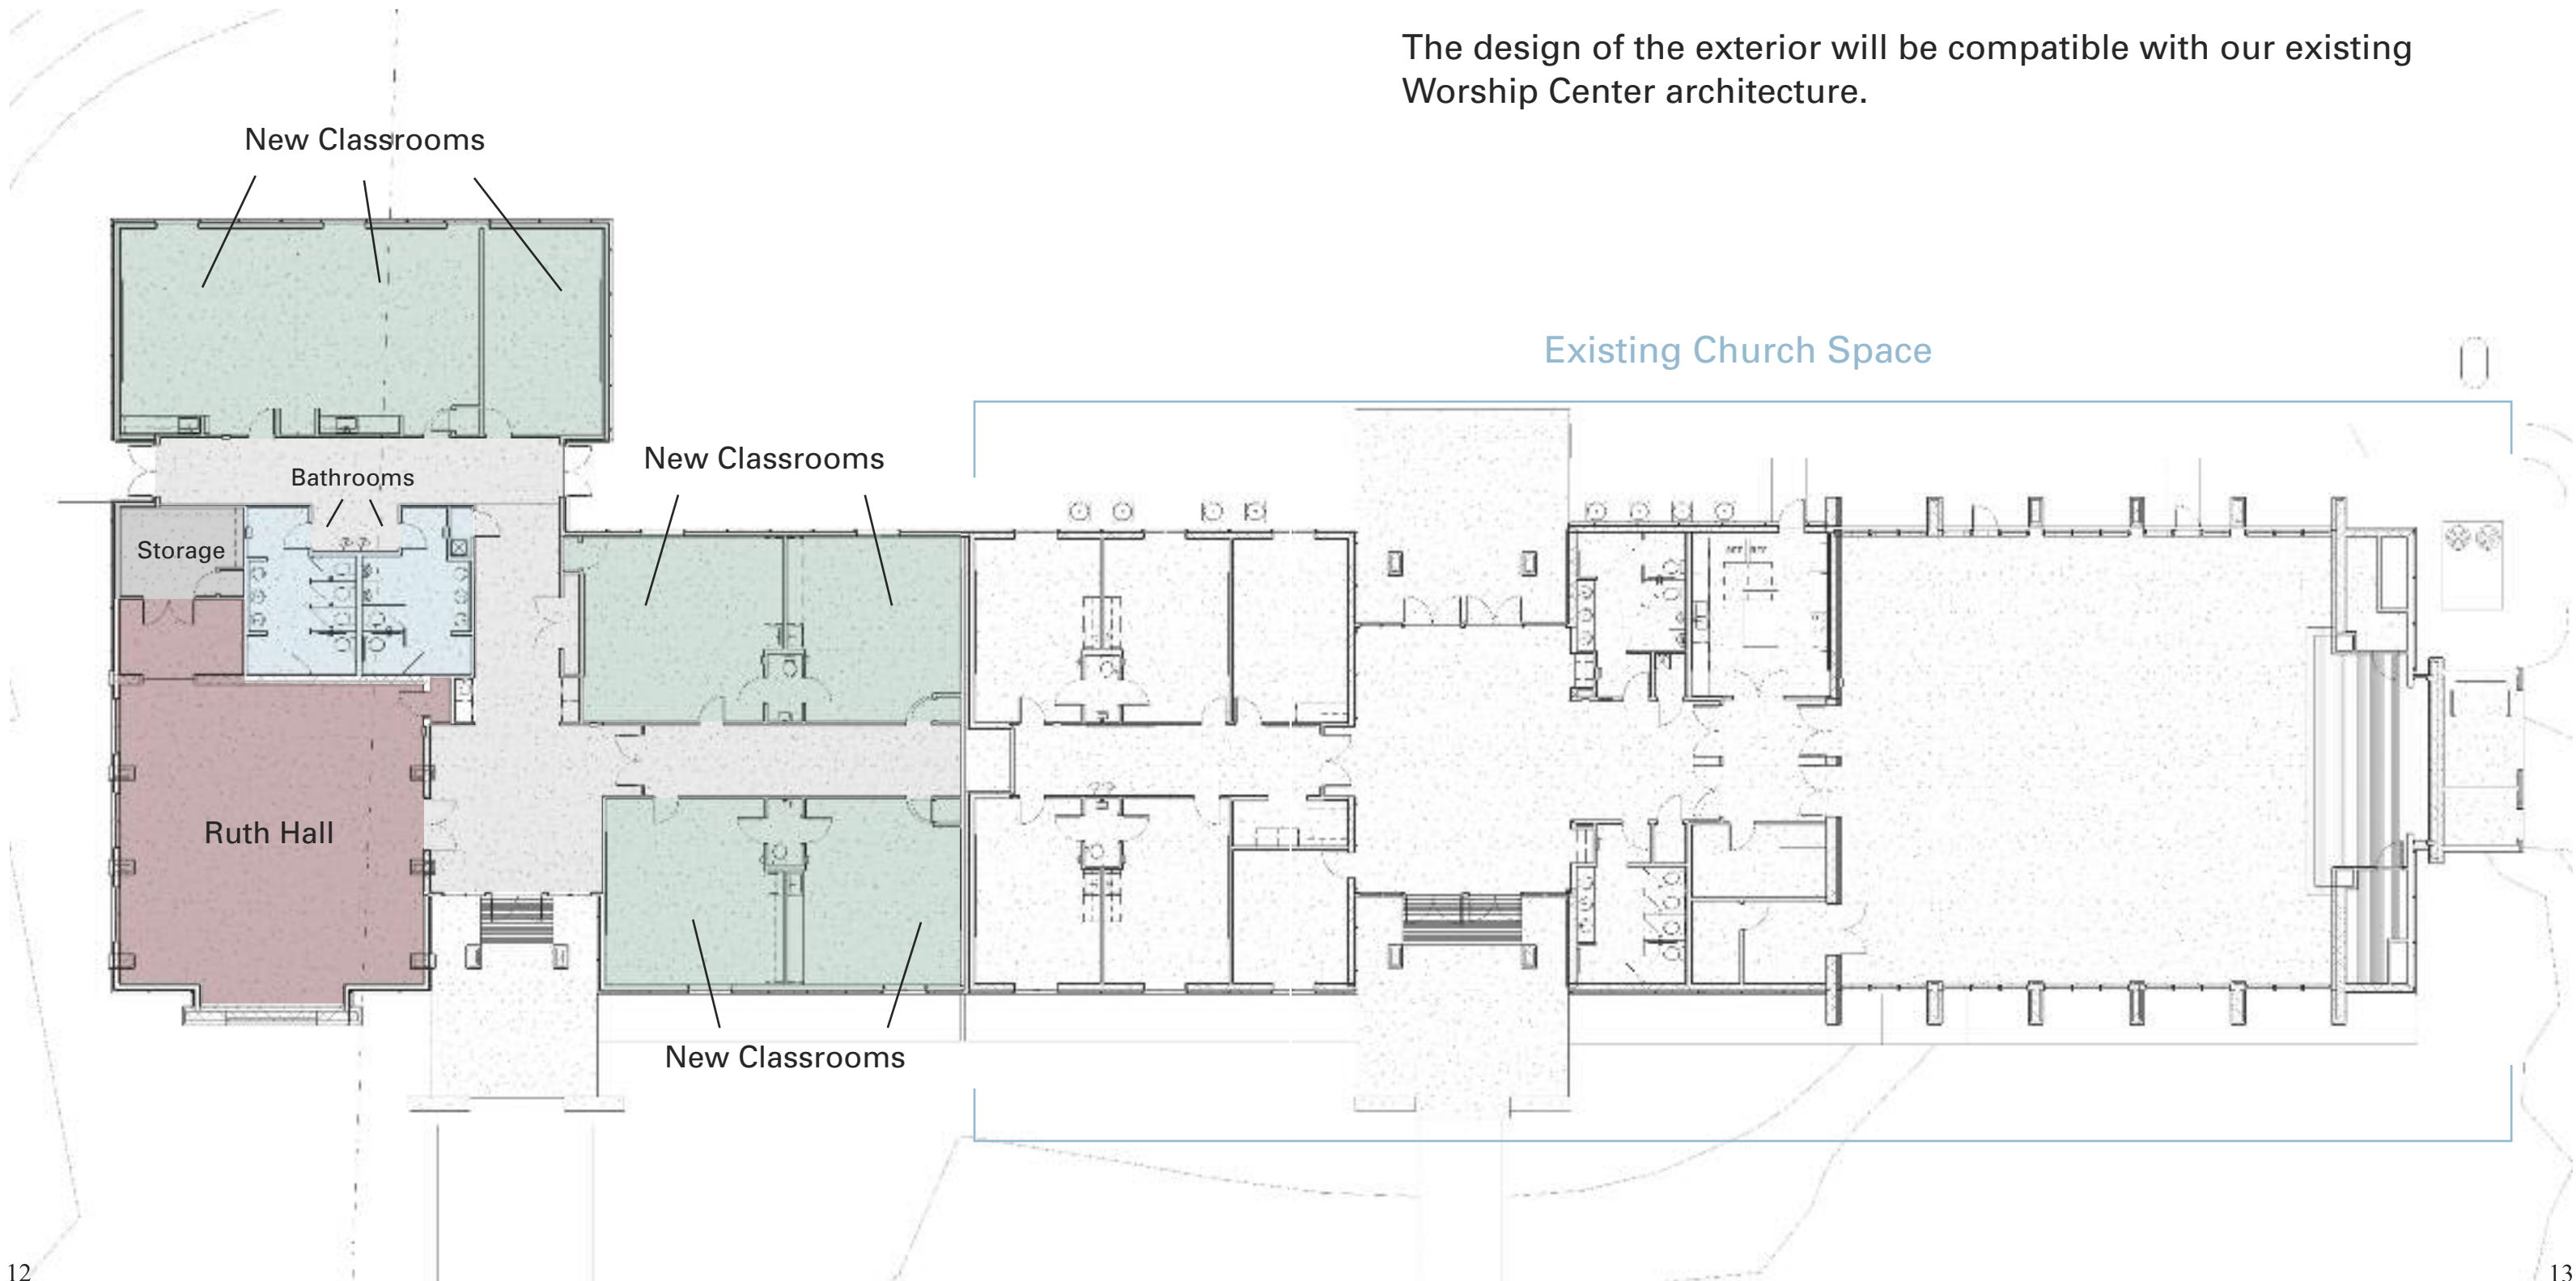 The design of the exterior will be compatible with our existing
Worship Center architecture.
New Classrooms
Existing Church Space
New Classrooms
Bathrooms
Storage
Ruth Hall
New Classrooms
12
13